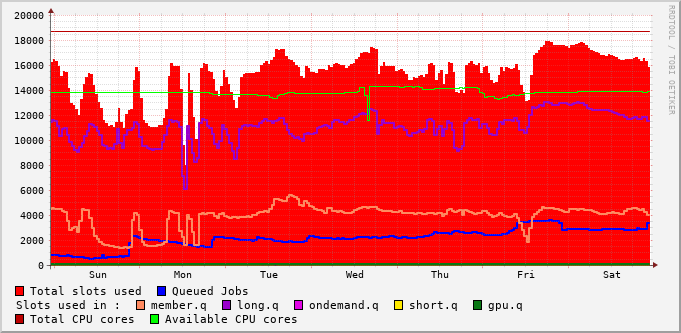 20000
18000
16000
14000
12000
10000
8000
6000
4000
2000
0
Sun Mon Tue Wed Thu Fri Sat
Total slots used Queued Jobs
Slots used in : member.q long.q ondemand.q short.q gpu.q
Total CPU cores Available CPU cores
RRDTOOL / TOBI OETIKER